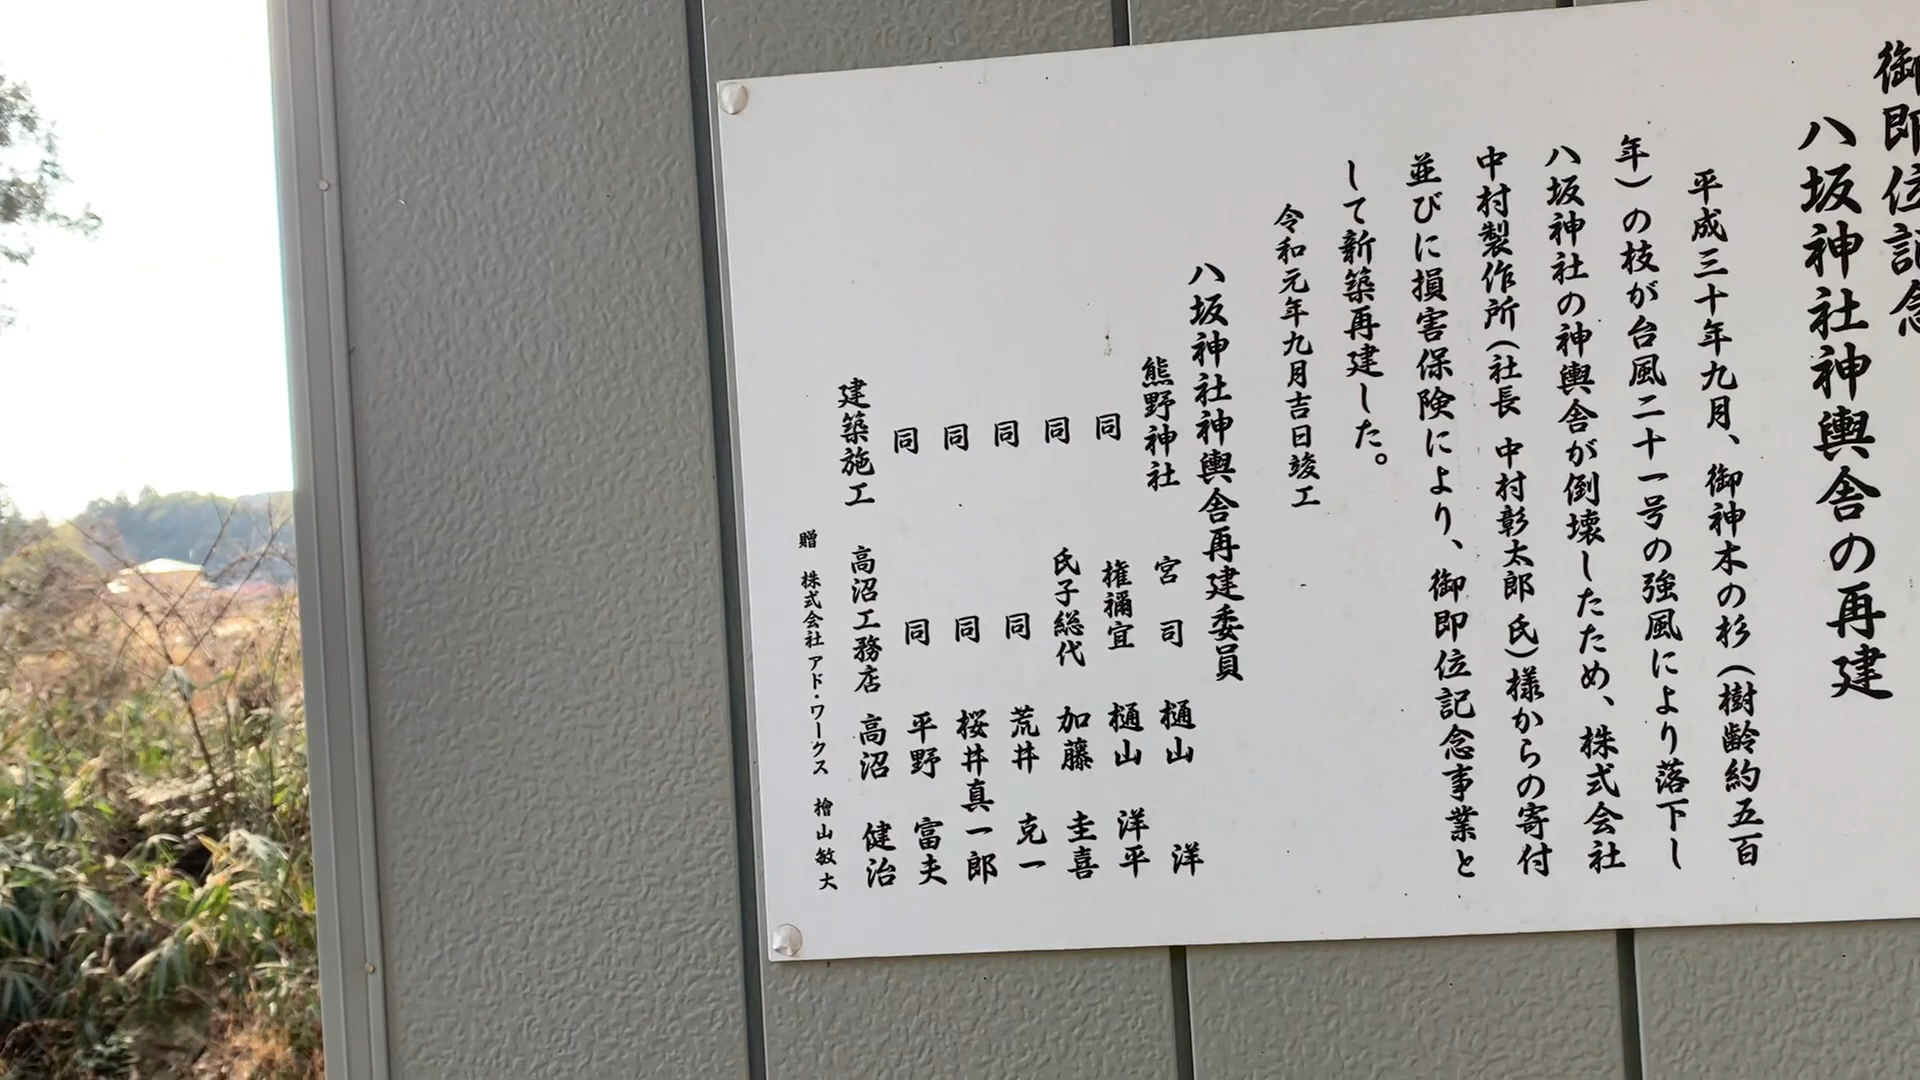 御即位記念
八坂神社神輿舎の再建
平成三十年九月、御神木の杉(樹齢約五百
年)の枝が台風二十一号の強風により落下し
八坂神社の神輿舎が倒壊したため、株式会社
中村製作所(社長 中村彰太郎 氏)様からの寄付
並びに損害保険により、御即位記念事業と
して新築再建した。
令和元年九月吉日竣工
八坂神社神輿舎再建委員
熊野神社 宮司 樋山 洋
同 権禰宜 樋山 洋平
同 氏子総代 加藤 圭喜
同 同 荒井 克一
同 同 桜井真一郎
同 同 平野 富夫
建築施工 高沼工務店 高沼 健治
贈 株式会社 アド・ワークス 檜山敏大